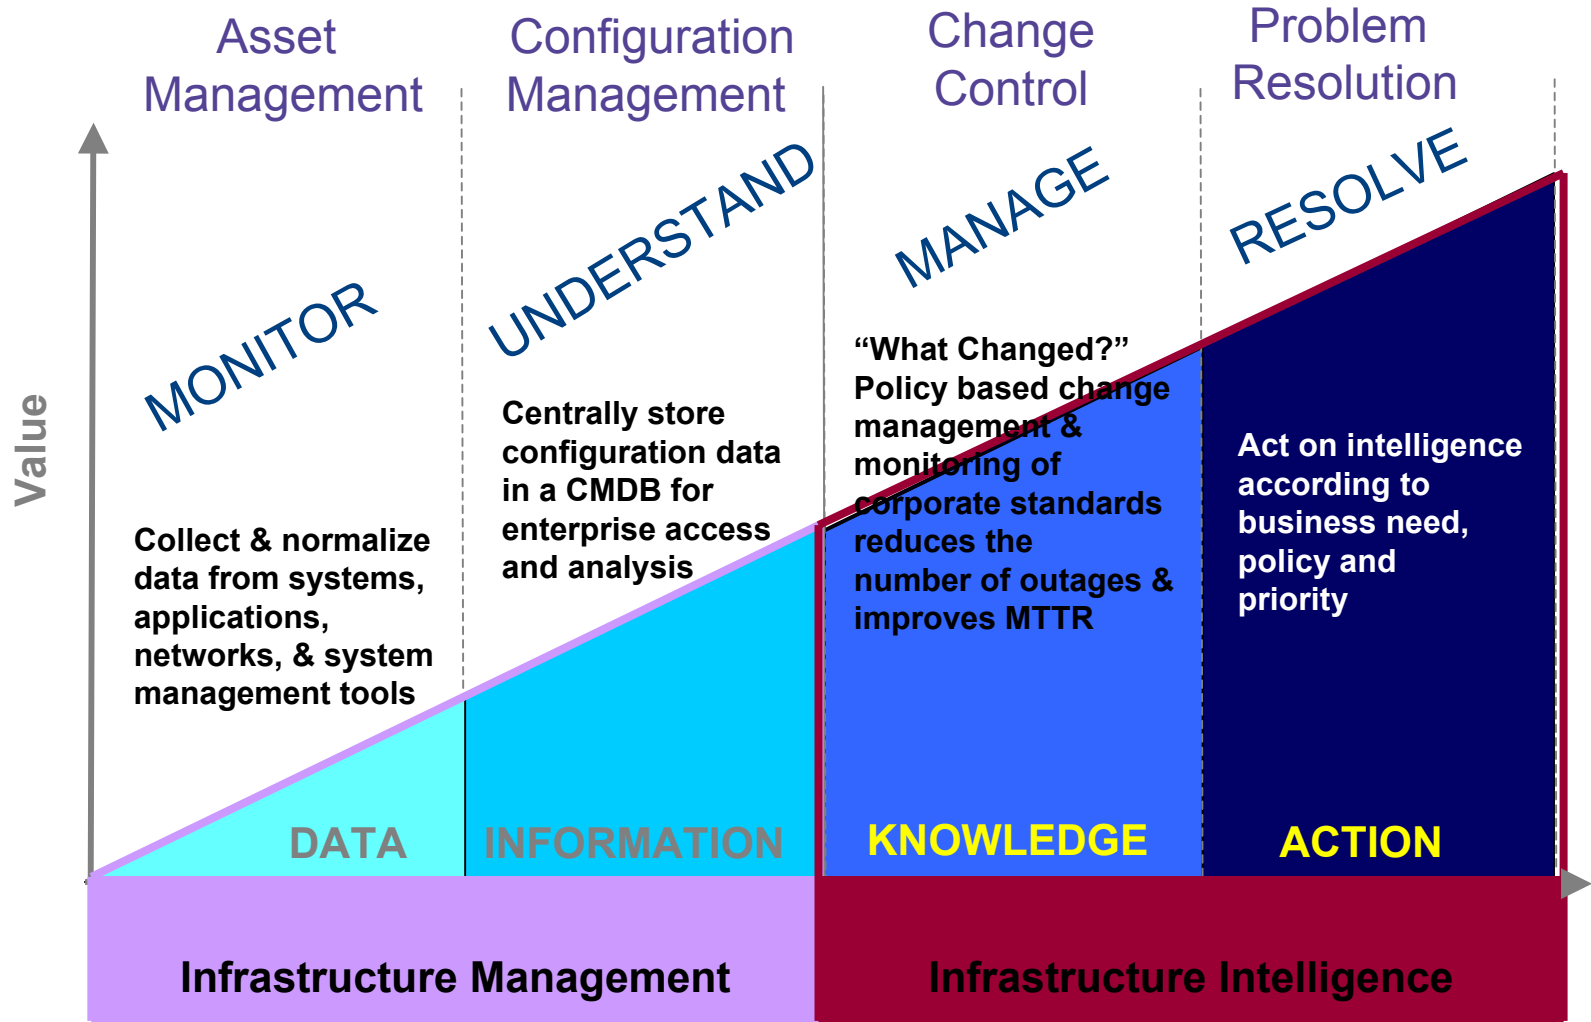 Asset
Management
Configuration
Management
Change
Control
Problem
Resolution
MONITOR
UNDERSTAND
MANAGE
RESOLVE
Value
Collect & normalize
data from systems,
applications,
networks, & system
management tools
Centrally store
configuration data
in a CMDB for
enterprise access
and analysis
“What Changed?”
Policy based change
management &
monitoring of
corporate standards
reduces the
number of outages &
improves MTTR
Act on intelligence
according to
business need,
policy and
priority
DATA
INFORMATION
KNOWLEDGE
ACTION
Infrastructure Management
Infrastructure Intelligence